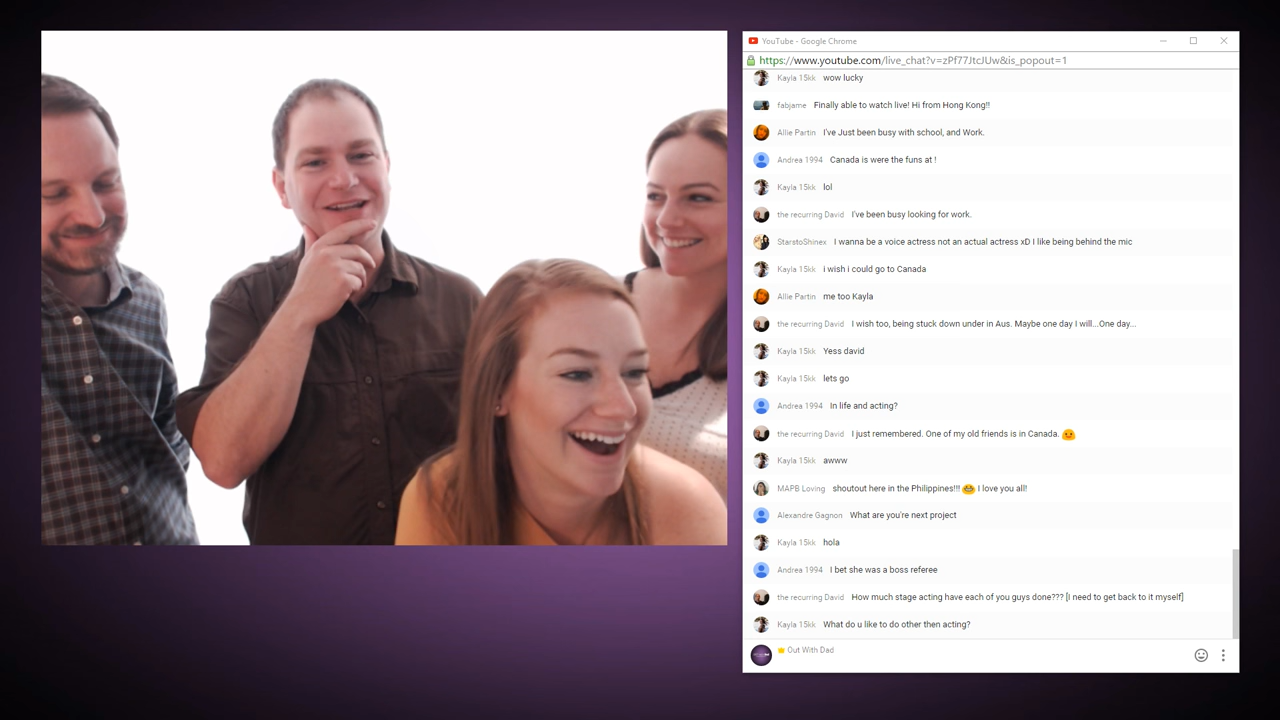 YouTube - Google Chrome
https://www.youtube.com/live_chat?v=zPf77JtcJUw&is_popout=1
Kayla 15kk wow lucky
fabjame Finally able to watch live! Hi from Hong Kong!!
Allie Partin I've Just been busy with school, and Work.
Andrea 1994 Canada is were the funs at !
Kayla 15kk lol
the recurring David I've been busy looking for work.
StarstoShinex I wanna be a voice actress not an actual actress xD I like being behind the mic
Kayla 15kk i wish i could go to Canada
Allie Partin me too Kayla
the recurring David I wish too, being stuck down under in Aus. Maybe one day I will...One day...
Kayla 15kk Yess david
Kayla 15kk lets go
Andrea 1994 In life and acting?
the recurring David I just remembered. One of my old friends is in Canada.
Kayla 15kk awww
MAPB Loving shoutout here in the Philippines!!! I love you all!
Alexandre Gagnon What are you're next project
Kayla 15kk hola
Andrea 1994 I bet she was a boss referee
the recurring David How much stage acting have each of you guys done??? [I need to get back to it myself]
Kayla 15kk What do u like to do other then acting?
Out With Dad